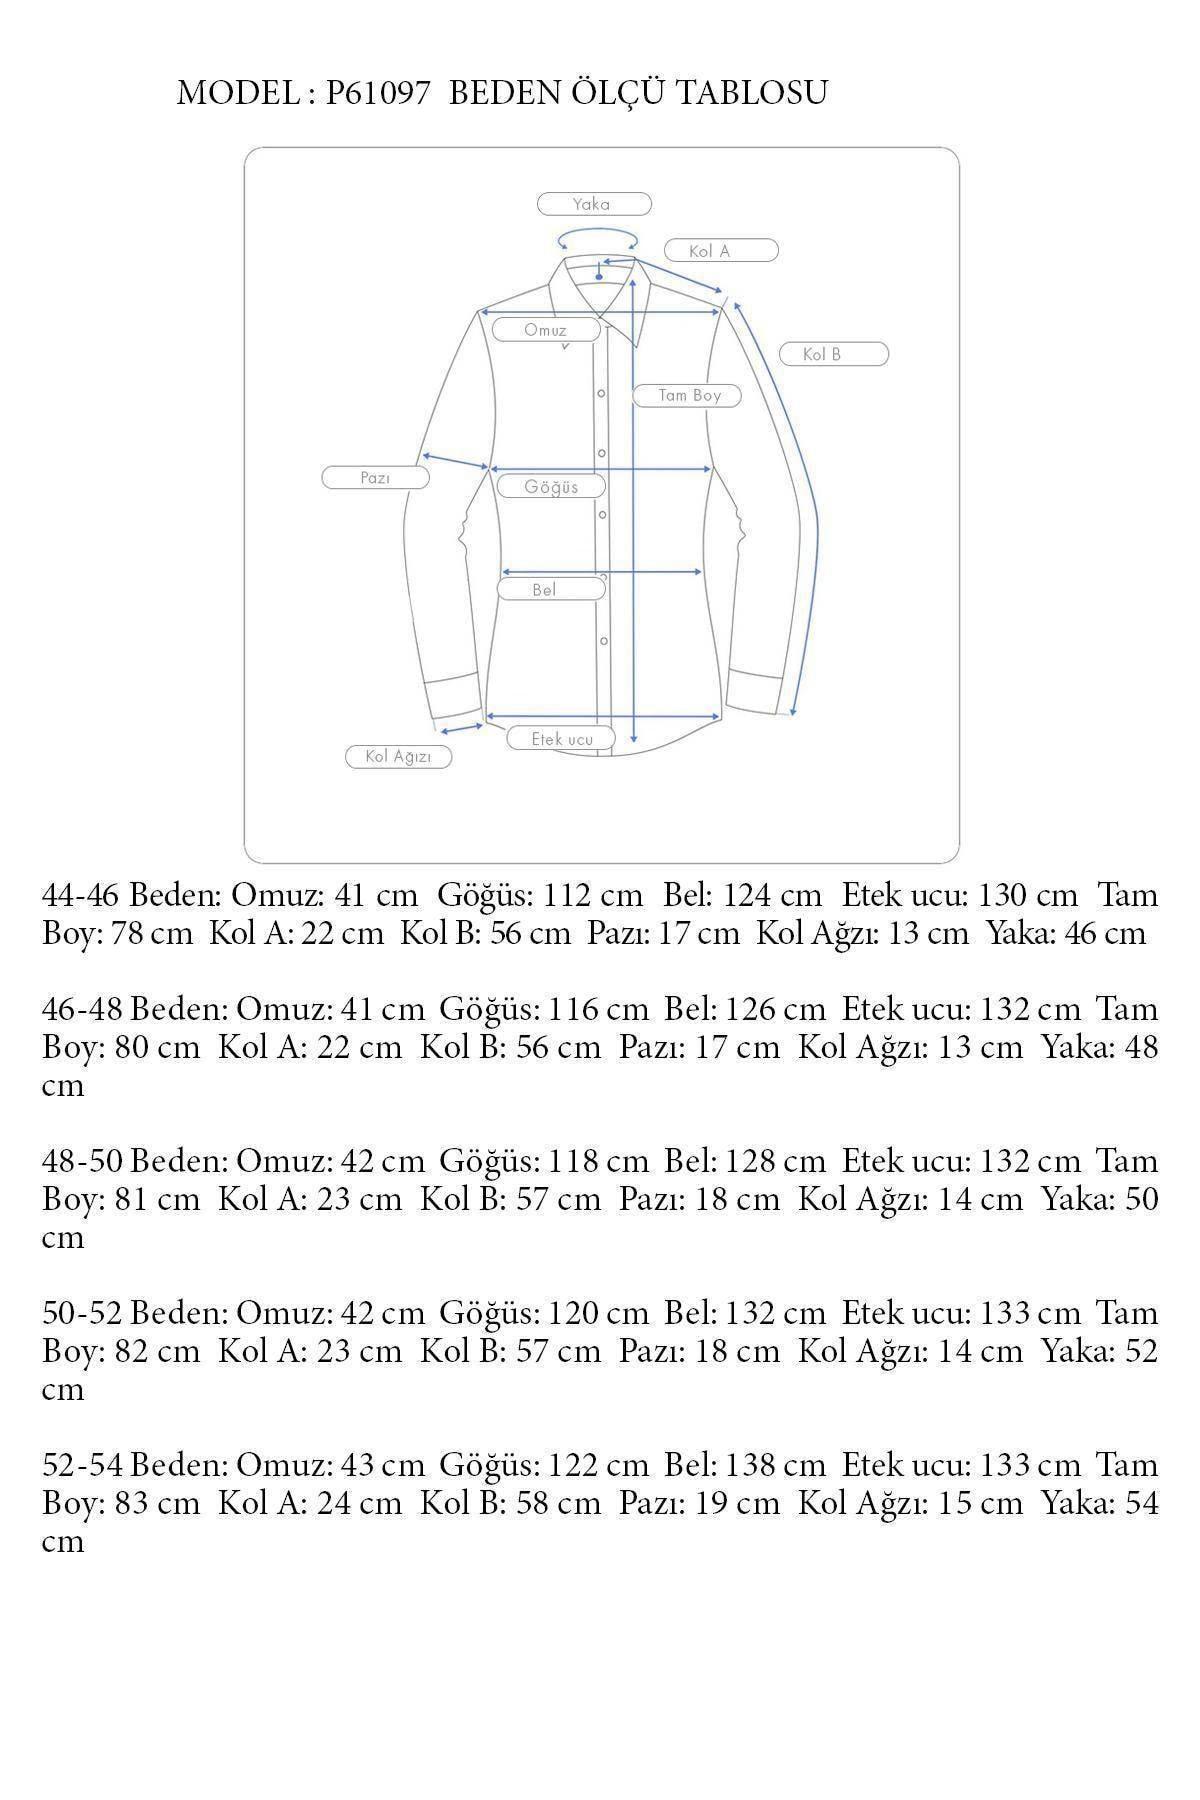 MODEL : P61097 BEDEN ÖLÇÜ TABLOSU
Yaka
Kol A
Omuz
Kol B
Tam Boy
Pazı
Göğüs
Bel
Etek ucu
Kol Ağızı
44-46 Beden: Omuz: 41 cm Göğüs: 112 cm Bel: 124 cm Etek ucu: 130 cm Tam
Boy: 78 cm Kol A: 22 cm Kol B: 56 cm Pazı: 17 cm Kol Ağzı: 13 cm Yaka: 46 cm
46-48 Beden: Omuz: 41 cm Göğüs: 116 cm Bel: 126 cm Etek ucu: 132 cm Tam
Boy: 80 cm Kol A: 22 cm Kol B: 56 cm Pazı: 17 cm Kol Ağzı: 13 cm Yaka: 48
cm
48-50 Beden: Omuz: 42 cm Göğüs: 118 cm Bel: 128 cm Etek ucu: 132 cm Tam
Boy: 81 cm Kol A: 23 cm Kol B: 57 cm Pazı: 18 cm Kol Ağzı: 14 cm Yaka: 50
cm
50-52 Beden: Omuz: 42 cm Göğüs: 120 cm Bel: 132 cm Etek ucu: 133 cm Tam
Boy: 82 cm Kol A: 23 cm Kol B: 57 cm Pazı: 18 cm Kol Ağzı: 14 cm Yaka: 52
cm
52-54 Beden: Omuz: 43 cm Göğüs: 122 cm Bel: 138 cm Etek ucu: 133 cm Tam
Boy: 83 cm Kol A: 24 cm Kol B: 58 cm Pazı: 19 cm Kol Ağzı: 15 cm Yaka: 54
cm